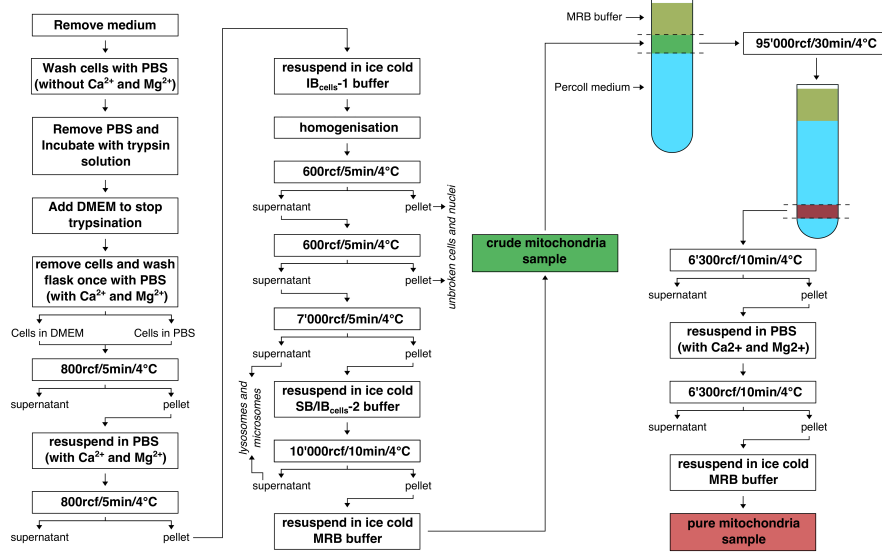 Remove medium
Wash cells with PBS
(without Ca²⁺ and Mg²⁺)
Remove PBS and
Incubate with trypsin
solution
Add DMEM to stop
trypsination
remove cells and wash
flask once with PBS
(with Ca²⁺ and Mg²⁺)
Cells in DMEM
Cells in PBS
800rcf/5min/4°C
supernatant
pellet
resuspend in PBS
(with Ca²⁺ and Mg²⁺)
800rcf/5min/4°C
supernatant
pellet
resuspend in ice cold
IBcells-1 buffer
homogenisation
600rcf/5min/4°C
supernatant
pellet
600rcf/5min/4°C
supernatant
pellet
unbroken cells and nuclei
7'000rcf/5min/4°C
supernatant
pellet
lysosomes and
microsomes
resuspend in ice cold
SB/IBcells-2 buffer
10'000rcf/10min/4°C
supernatant
pellet
resuspend in ice cold
MRB buffer
crude mitochondria
sample
MRB buffer
Percoll medium
95'000rcf/30min/4°C
6'300rcf/10min/4°C
supernatant
pellet
resuspend in PBS
(with Ca2+ and Mg2+)
6'300rcf/10min/4°C
supernatant
pellet
resuspend in ice cold
MRB buffer
pure mitochondria
sample